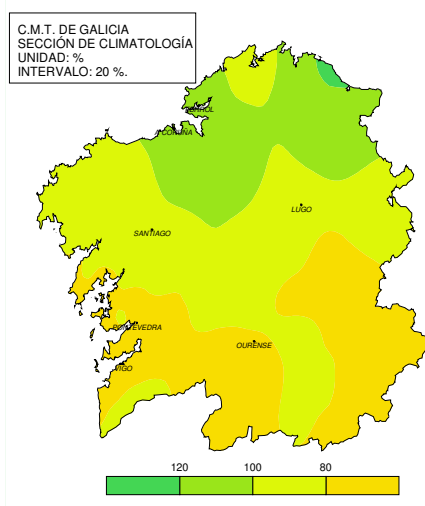 C.M.T. DE GALICIA
SECCIÓN DE CLIMATOLOGÍA
UNIDAD: %
INTERVALO: 20 %.
FERROL
A CORUÑA
LUGO
SANTIAGO
PONTEVEDRA
OURENSE
VIGO
120 100 80